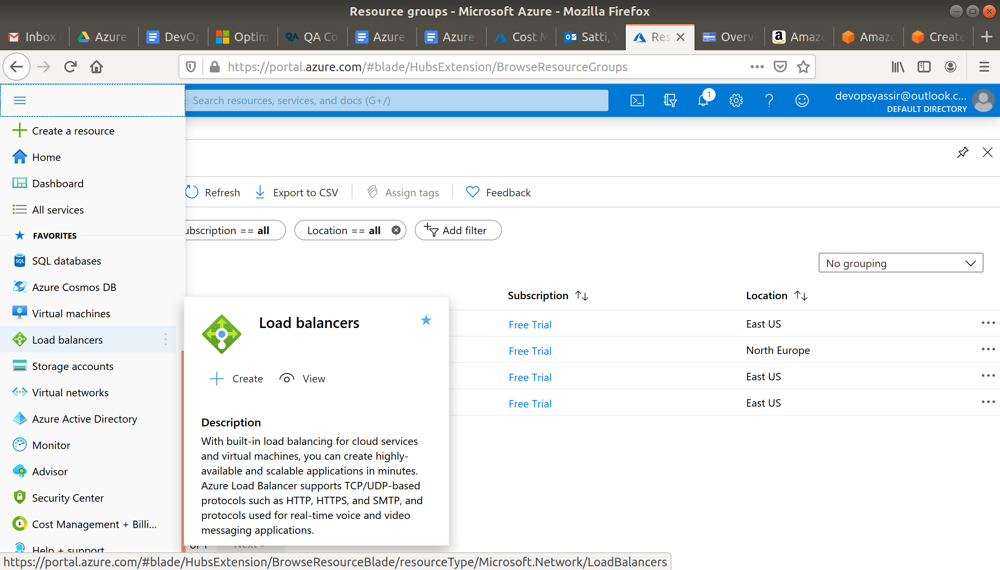 Resource groups - Microsoft Azure - Mozilla Firefox
Inbox Azure DevOp Optim QA Co Azure_ Azure_ Cost M Satti, Res Overvi Amazo Amazo Create
https://portal.azure.com/#blade/HubsExtension/BrowseResourceGroups
Search resources, services, and docs (G+/)
1
devopsyassir@outlook.c...
DEFAULT DIRECTORY
Create a resource
Home
Dashboard
All services
FAVORITES
SQL databases
Azure Cosmos DB
Virtual machines
Load balancers
Storage accounts
Virtual networks
Azure Active Directory
Monitor
Advisor
Security Center
Cost Management + Billi...
Help + support
Refresh Export to CSV Assign tags Feedback
ubscription == all Location == all Add filter
No grouping
Subscription Location
Free Trial East US
Free Trial North Europe
Free Trial East US
Free Trial East US
Load balancers
Create View
Description
With built-in load balancing for cloud services
and virtual machines, you can create highly-
available and scalable applications in minutes.
Azure Load Balancer supports TCP/UDP-based
protocols such as HTTP, HTTPS, and SMTP, and
protocols used for real-time voice and video
messaging applications.
of 1 Next >
https://portal.azure.com/#blade/HubsExtension/BrowseResourceBlade/resourceType/Microsoft.Network/LoadBalancers